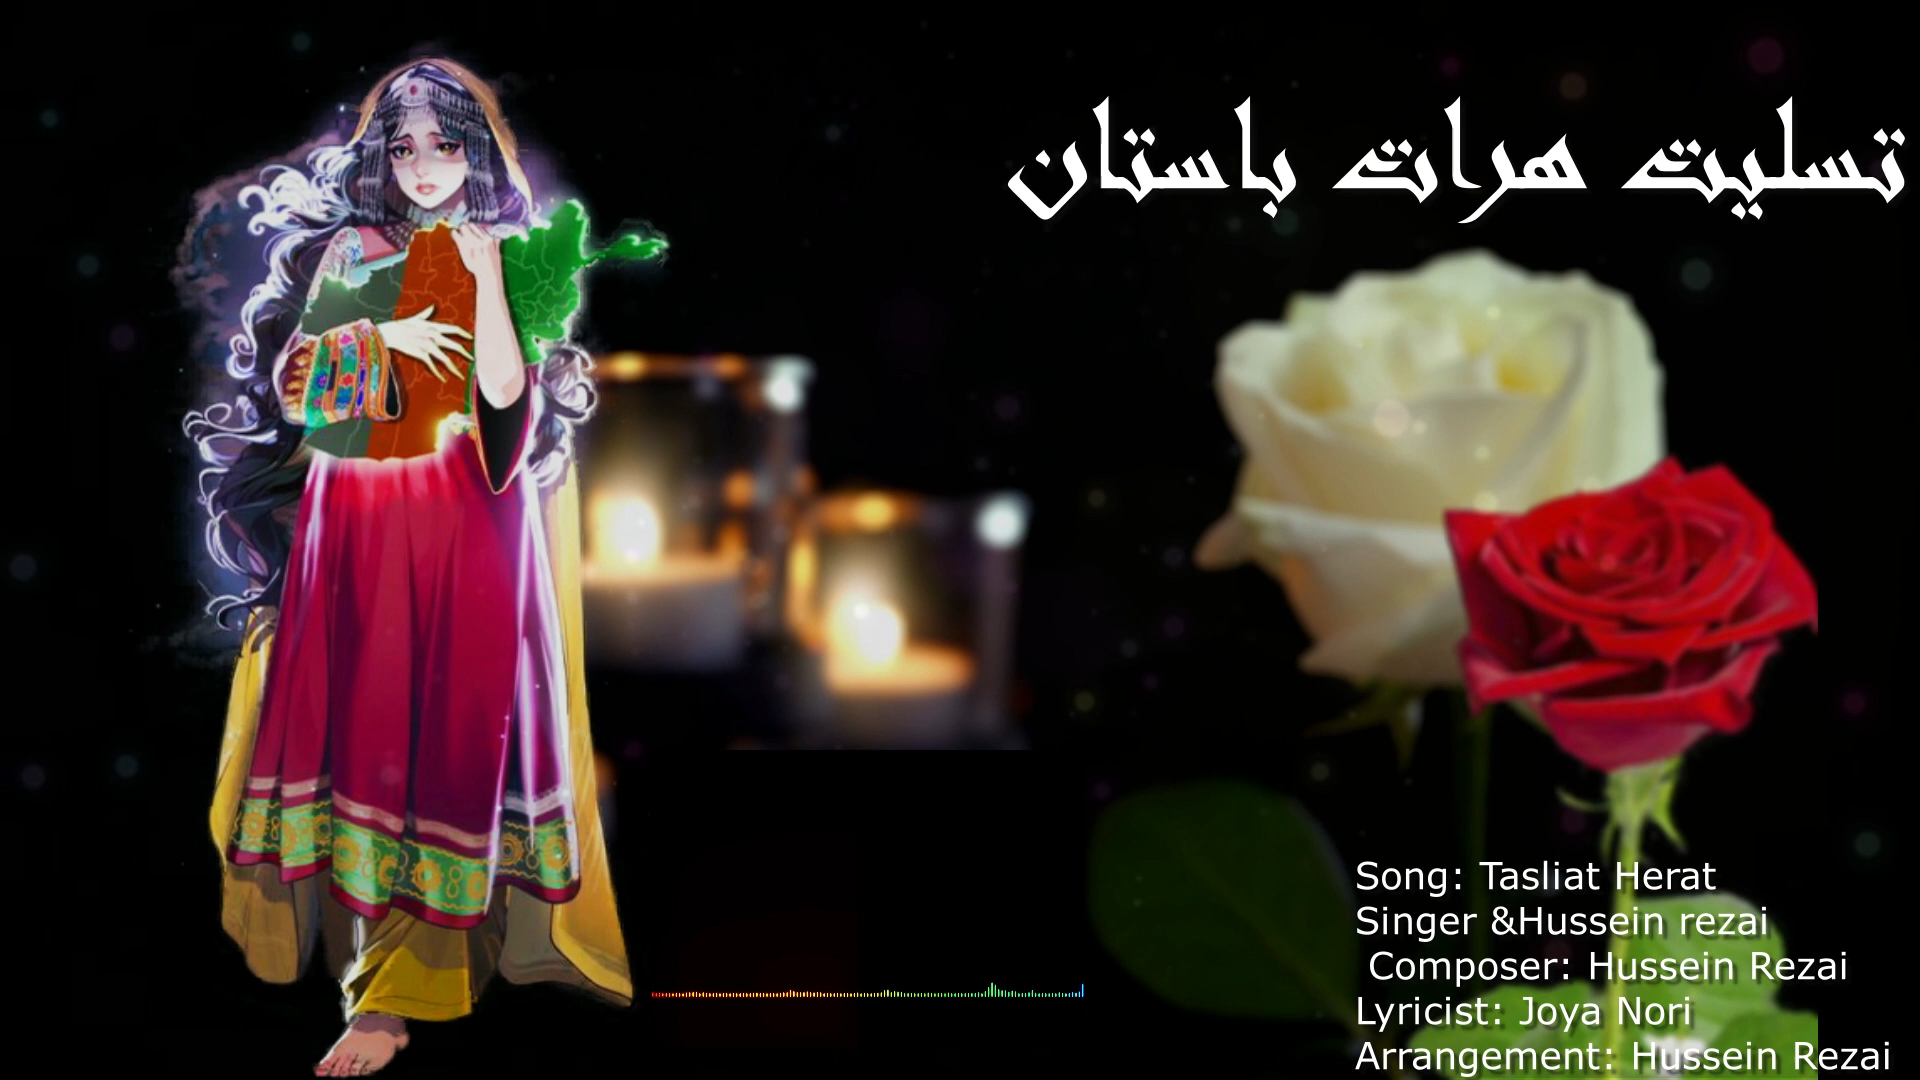 تسلیت هرات باستان
Song: Tasliat Herat
Singer &Hussein rezai
Composer: Hussein Rezai
Lyricist: Joya Nori
Arrangement: Hussein Rezai